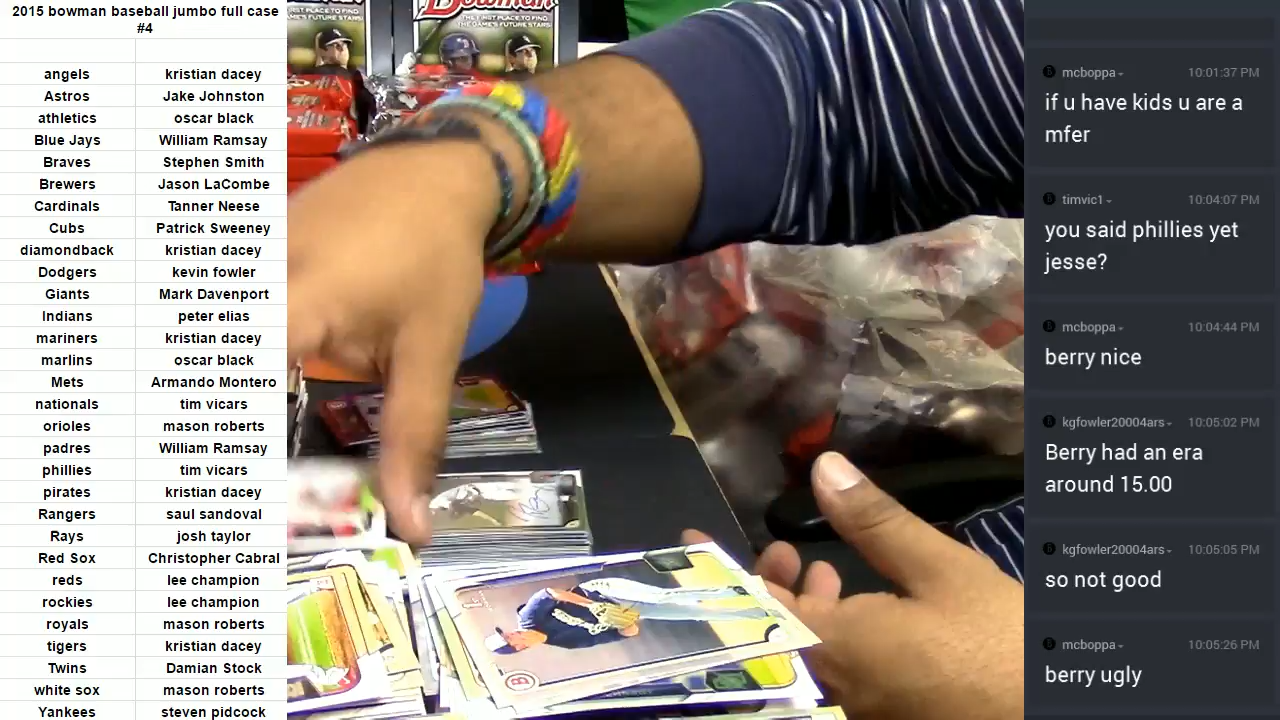 2015 bowman baseball jumbo full case
#4
angels kristian dacey
Astros Jake Johnston
athletics oscar black
Blue Jays William Ramsay
Braves Stephen Smith
Brewers Jason LaCombe
Cardinals Tanner Neese
Cubs Patrick Sweeney
diamondback kristian dacey
Dodgers kevin fowler
Giants Mark Davenport
Indians peter elias
mariners kristian dacey
marlins oscar black
Mets Armando Montero
nationals tim vicars
orioles mason roberts
padres William Ramsay
phillies tim vicars
pirates kristian dacey
Rangers saul sandoval
Rays josh taylor
Red Sox Christopher Cabral
reds lee champion
rockies lee champion
royals mason roberts
tigers kristian dacey
Twins Damian Stock
white sox mason roberts
Yankees steven pidcock
Bowman
THE FIRST PLACE TO FIND
THE GAME'S FUTURE STARS!
ST PLACE TO FIND
E'S FUTURE STARS!
B
mcboppa 10:01:37 PM
if u have kids u are a
mfer
timvic1 10:04:07 PM
you said phillies yet
jesse?
mcboppa 10:04:44 PM
berry nice
kgfowler20004ars 10:05:02 PM
Berry had an era
around 15.00
kgfowler20004ars 10:05:05 PM
so not good
mcboppa 10:05:26 PM
berry ugly